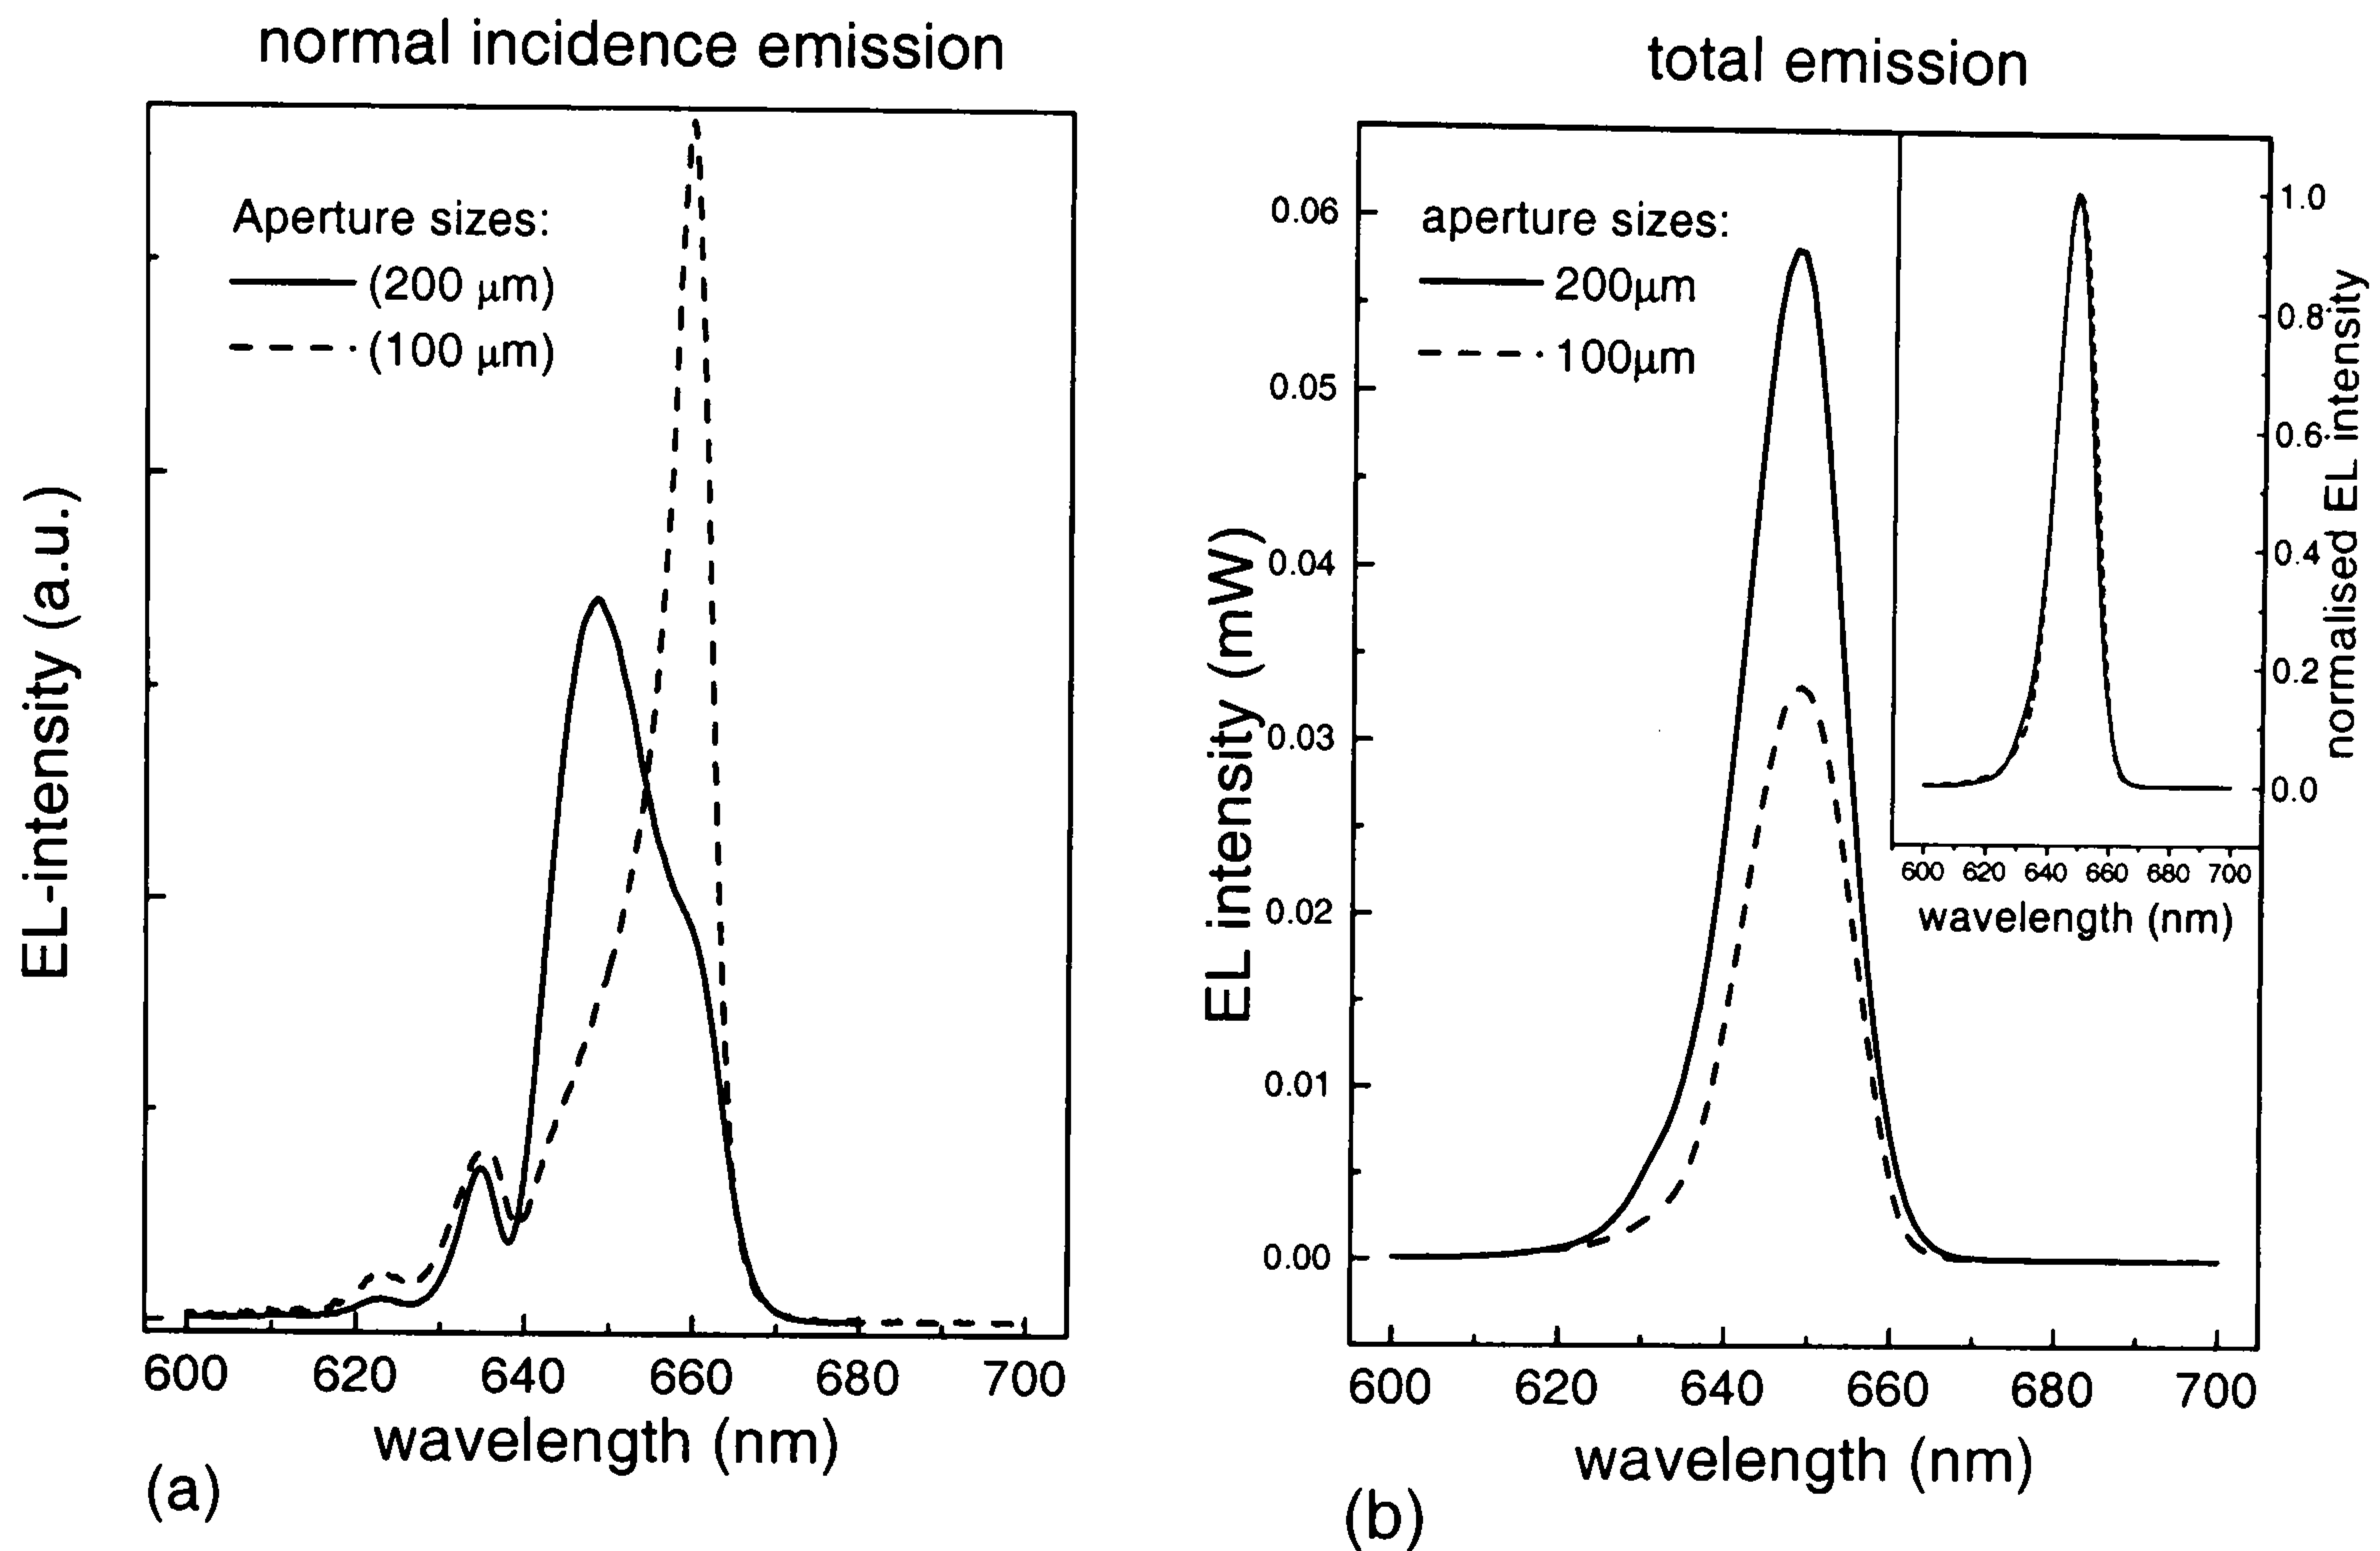 normal incidence emission
Aperture sizes:
(200 μm)
(100 μm)
EL-intensity (a.u.)
600 620 640 660 680 700
wavelength (nm)
(a)
total emission
aperture sizes:
200μm
100μm
EL intensity (mW)
0.06
0.05
0.04
0.03
0.02
0.01
0.00
600 620 640 660 680 700
wavelength (nm)
(b)
1.0
0.8
0.6
0.4
0.2
0.0
normalised EL intensity
600 620 640 660 680 700
wavelength (nm)